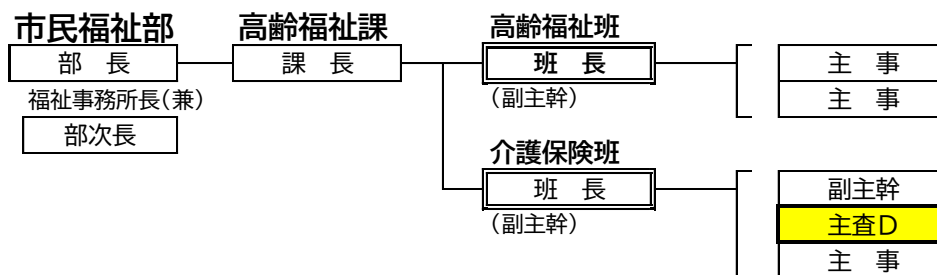 市民福祉部 高齢福祉課 高齢福祉班
部 長 課 長 班 長 主 事
福祉事務所長(兼) (副主幹) 主 事
部次長
介護保険班
班 長 副主幹
(副主幹) 主査D
主 事